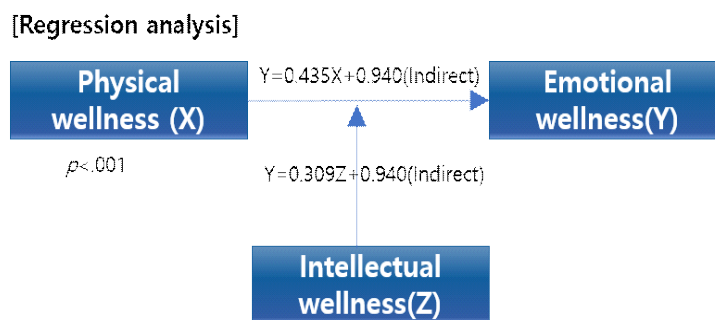 [Regression analysis]
Physical
wellness (X)
Y=0.435X+0.940(Indirect)
Emotional
wellness(Y)
p<.001
Y=0.309Z+0.940(Indirect)
Intellectual
wellness(Z)